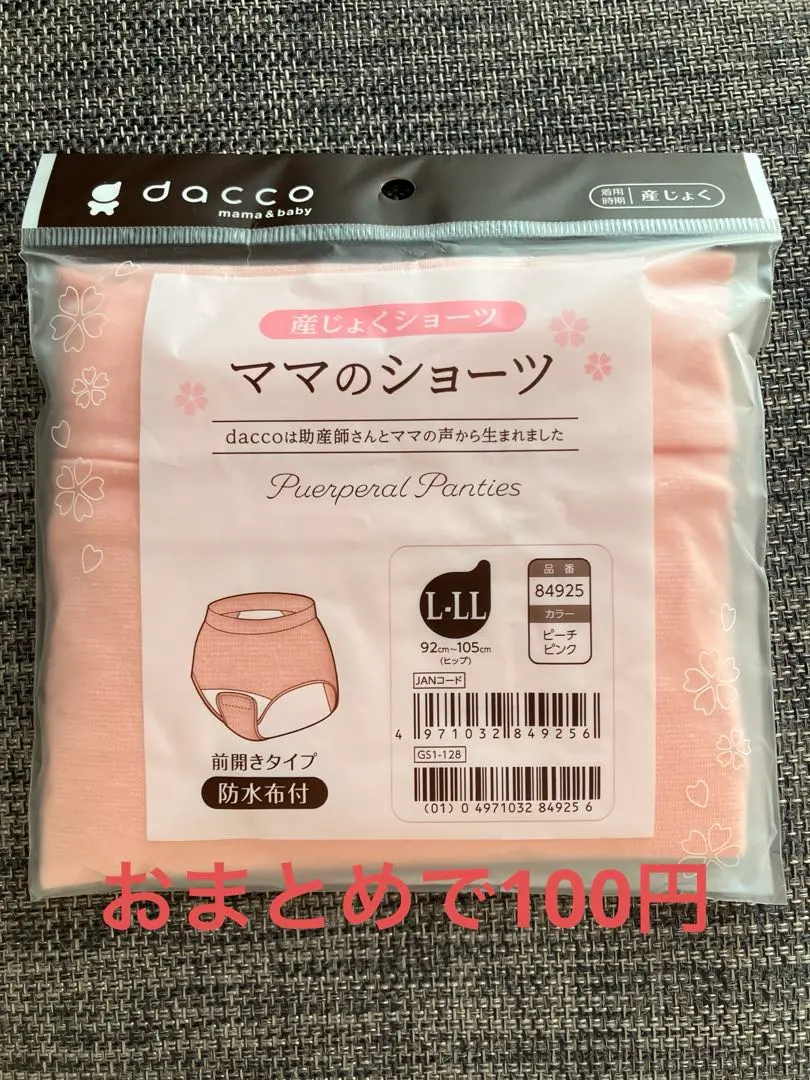 dacco
mama & baby
着用時期 産じょく
産じょくショーツ
ママのショーツ
daccoは助産師さんとママの声から生まれました
Puerperal Panties
L-LL
92cm~105cm
(ヒップ)
品番
84925
カラー
ピーチ
ピンク
JANコード
4 971032 849256
GS1-128
(01) 0 4971032 84925 6
前開きタイプ
防水布付
おまとめで100円